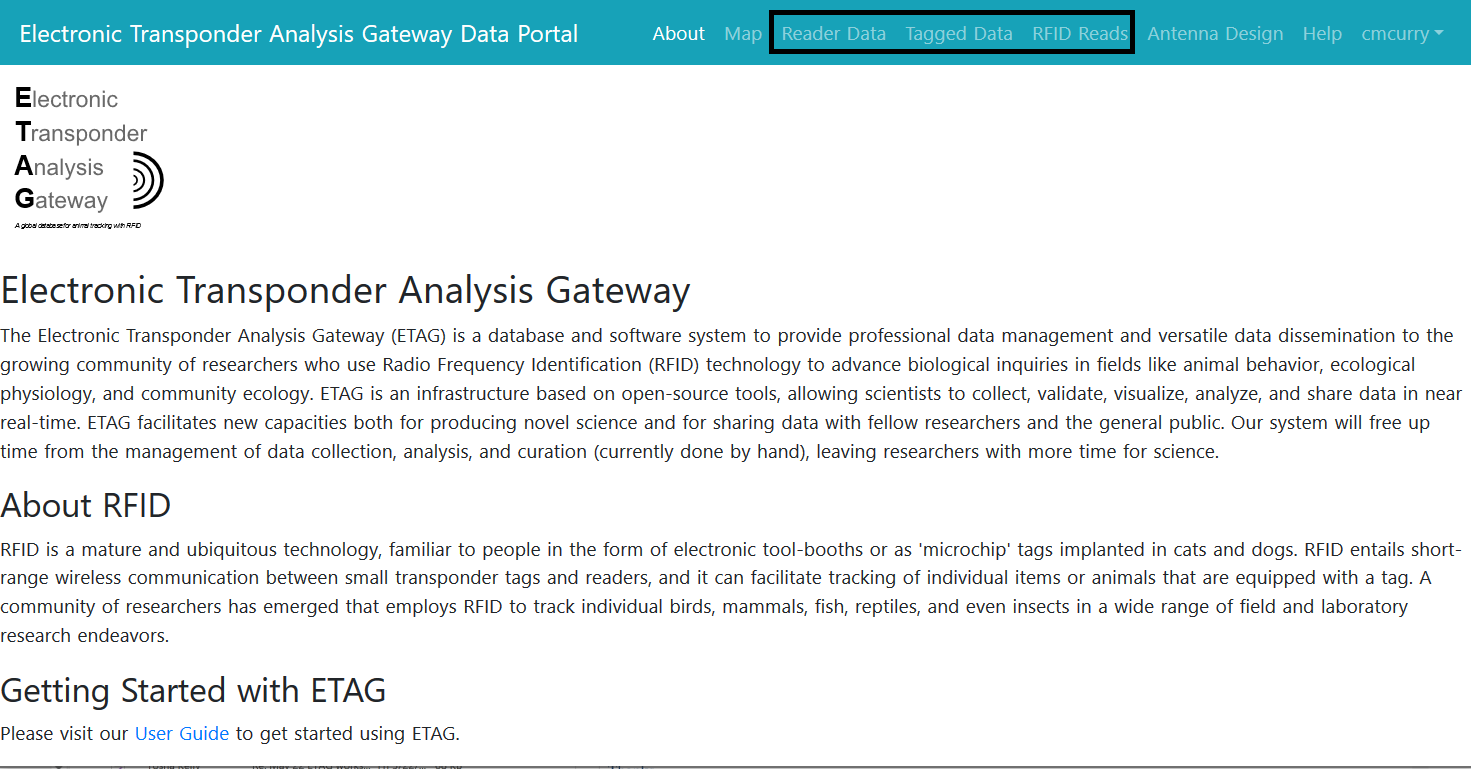 Electronic Transponder Analysis Gateway Data Portal About Map Reader Data Tagged Data RFID Reads Antenna Design Help cmcurry
Electronic
Transponder
Analysis
Gateway
A global database for animal tracking with RFID
Electronic Transponder Analysis Gateway
The Electronic Transponder Analysis Gateway (ETAG) is a database and software system to provide professional data management and versatile data dissemination to the
growing community of researchers who use Radio Frequency Identification (RFID) technology to advance biological inquiries in fields like animal behavior, ecological
physiology, and community ecology. ETAG is an infrastructure based on open-source tools, allowing scientists to collect, validate, visualize, analyze, and share data in near
real-time. ETAG facilitates new capacities both for producing novel science and for sharing data with fellow researchers and the general public. Our system will free up
time from the management of data collection, analysis, and curation (currently done by hand), leaving researchers with more time for science.
About RFID
RFID is a mature and ubiquitous technology, familiar to people in the form of electronic tool-booths or as 'microchip' tags implanted in cats and dogs. RFID entails short-
range wireless communication between small transponder tags and readers, and it can facilitate tracking of individual items or animals that are equipped with a tag. A
community of researchers has emerged that employs RFID to track individual birds, mammals, fish, reptiles, and even insects in a wide range of field and laboratory
research endeavors.
Getting Started with ETAG
Please visit our User Guide to get started using ETAG.